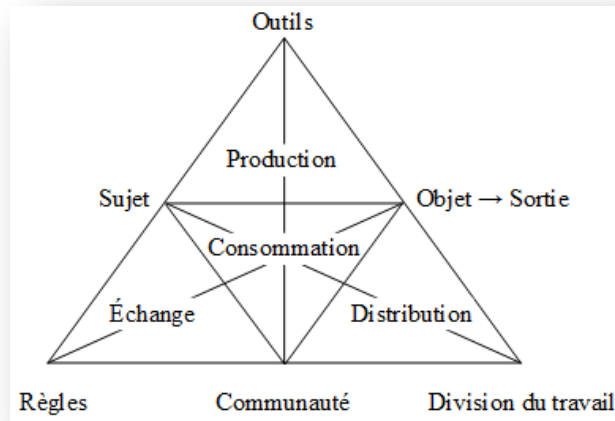 Outils
Production
Sujet
Objet → Sortie
Consommation
Échange
Distribution
Règles
Communauté
Division du travail